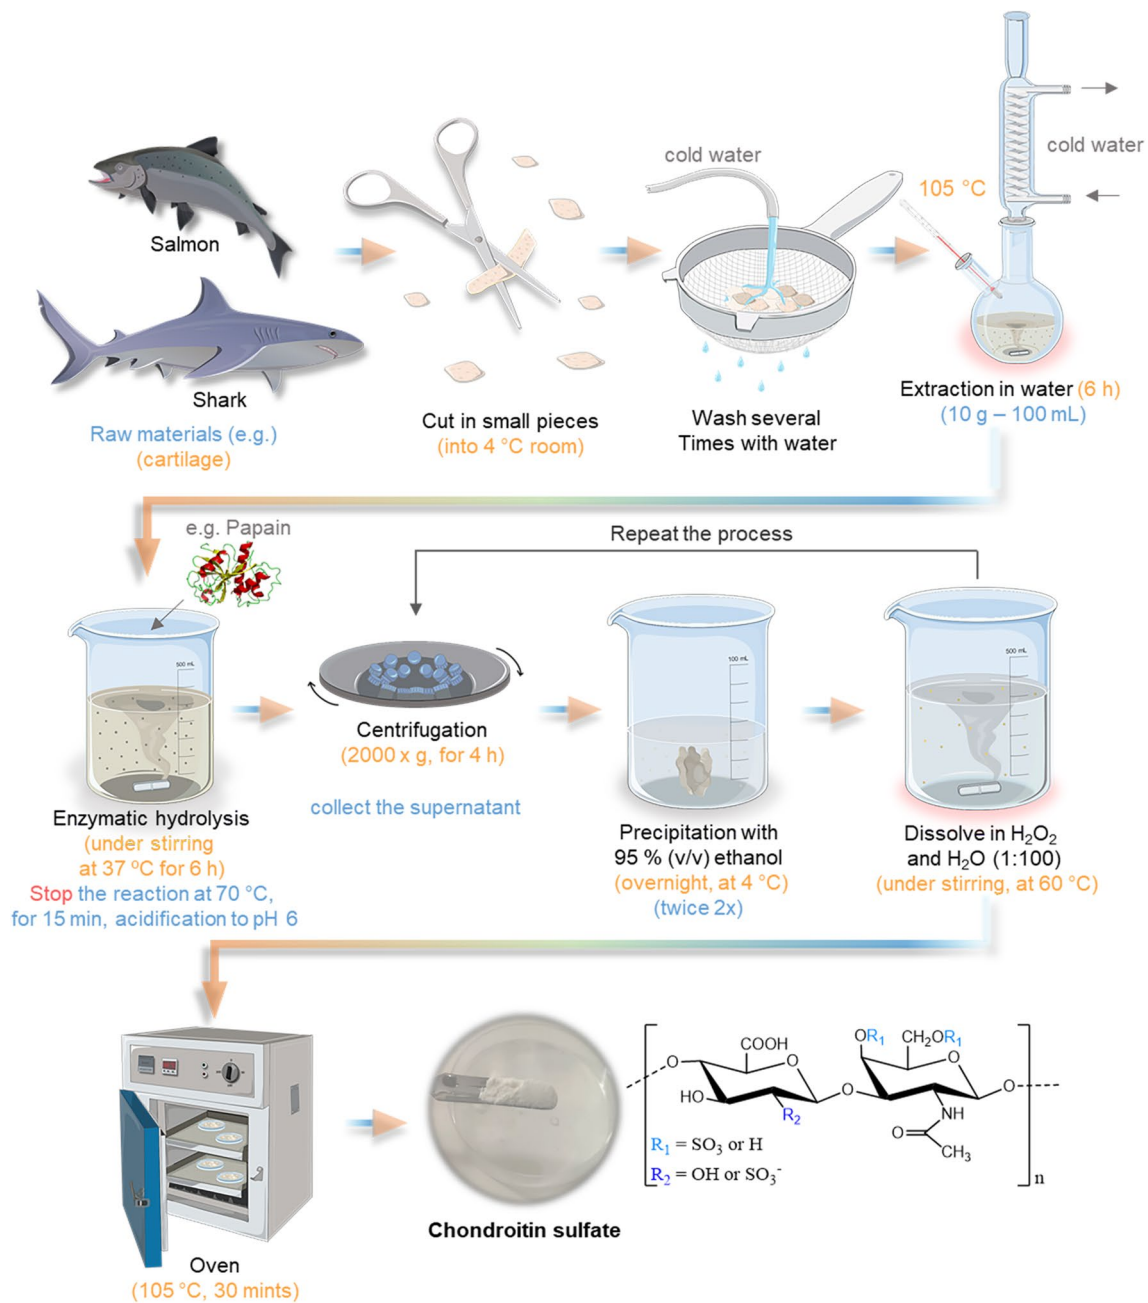 cold water
cold water
105 °C
Salmon
Shark
Raw materials (e.g.)
(cartilage)
Cut in small pieces
(into 4 °C room)
Wash several
Times with water
Extraction in water (6 h)
(10 g – 100 mL)
e.g. Papain
Repeat the process
500 mL
100 mL
500 mL
Enzymatic hydrolysis
(under stirring
at 37 ºC for 6 h)
Stop the reaction at 70 °C,
for 15 min, acidification to pH 6
Centrifugation
(2000 x g, for 4 h)
collect the supernatant
Precipitation with
95 % (v/v) ethanol
(overnight, at 4 °C)
(twice 2x)
Dissolve in H₂O₂
and H₂O (1:100)
(under stirring, at 60 °C)
Oven
(105 °C, 30 mints)
Chondroitin sulfate
COOH
O
O
HO
R₂
O
OR₁
CH₂OR₁
O
O
NH
O
CH₃
R₁ = SO₃ or H
R₂ = OH or SO₃⁻
n